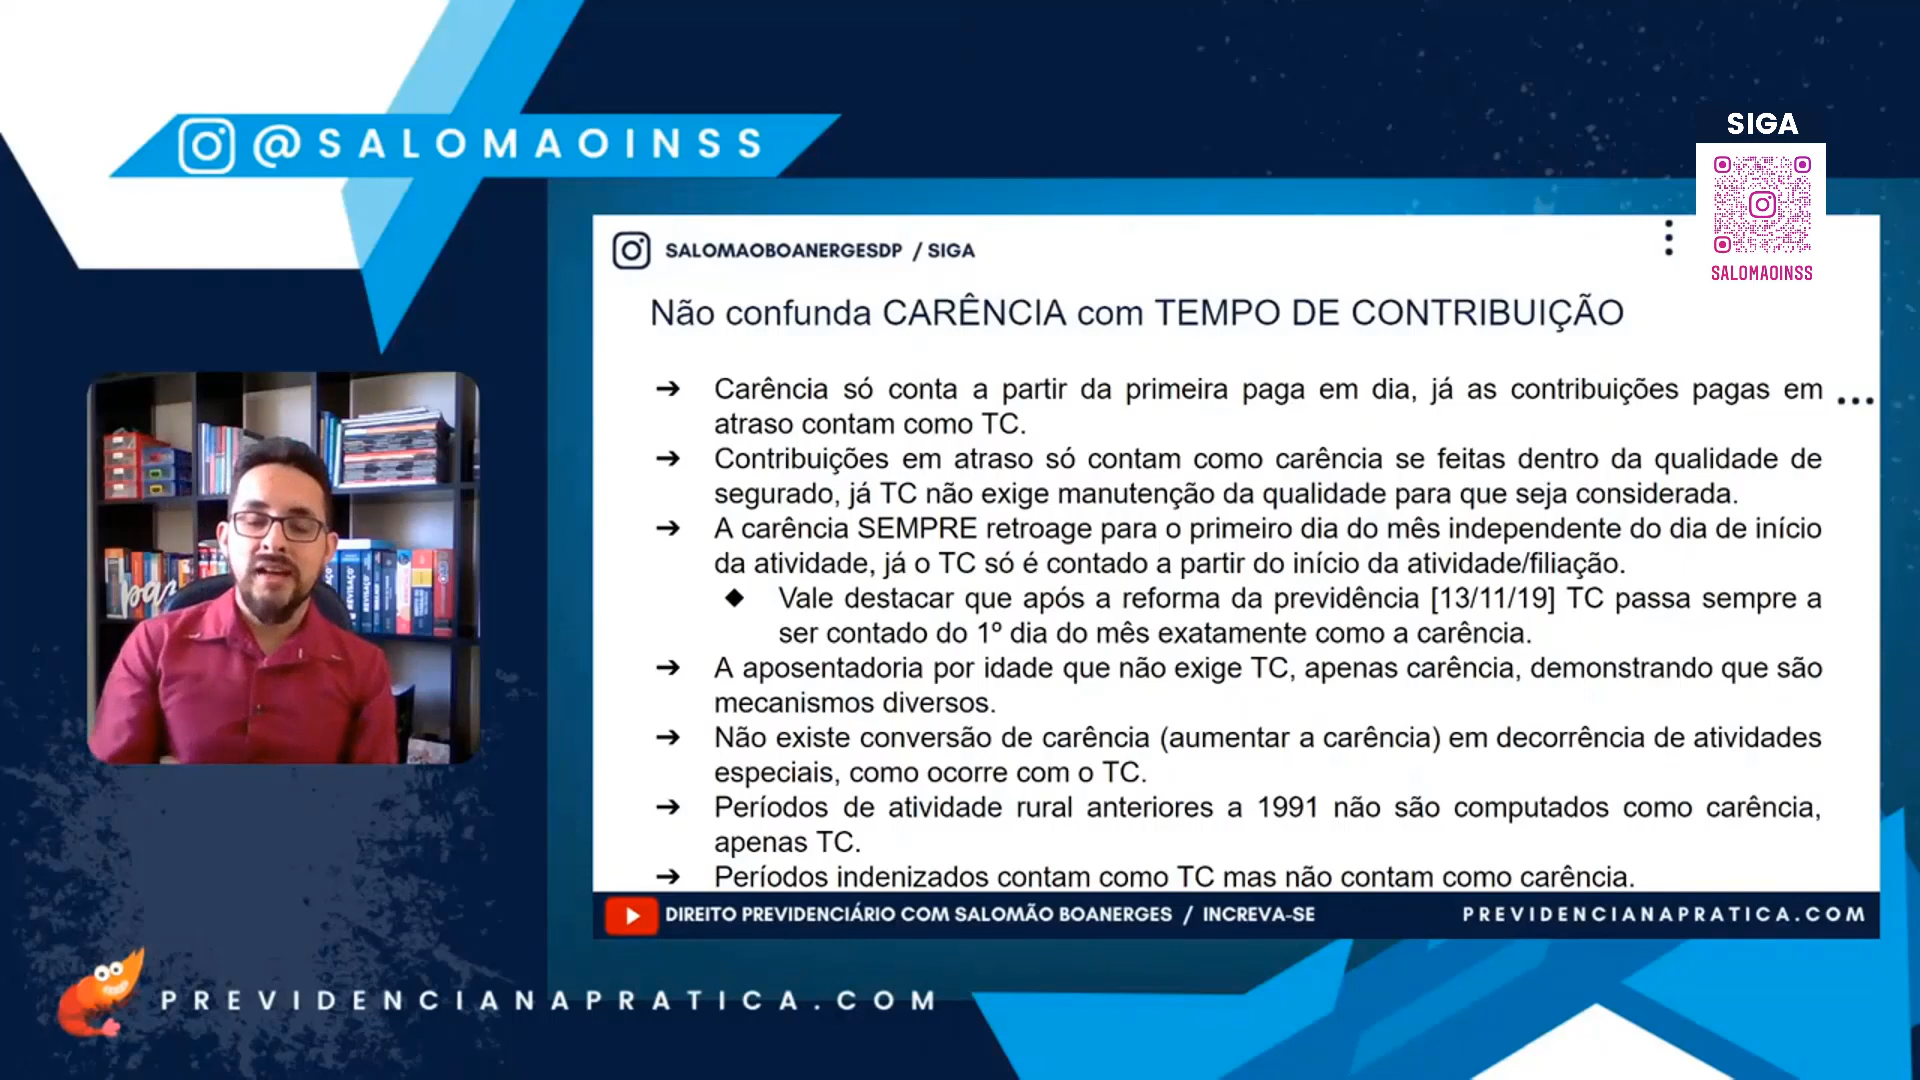 @SALOMAOINSS
SIGA
SALOMAOINSS
SALOMAOBOANERGESDP / SIGA
Não confunda CARÊNCIA com TEMPO DE CONTRIBUIÇÃO
➔ Carência só conta a partir da primeira paga em dia, já as contribuições pagas em
atraso contam como TC.
➔ Contribuições em atraso só contam como carência se feitas dentro da qualidade de
segurado, já TC não exige manutenção da qualidade para que seja considerada.
➔ A carência SEMPRE retroage para o primeiro dia do mês independente do dia de início
da atividade, já o TC só é contado a partir do início da atividade/filiação.
◆ Vale destacar que após a reforma da previdência [13/11/19] TC passa sempre a
ser contado do 1º dia do mês exatamente como a carência.
➔ A aposentadoria por idade que não exige TC, apenas carência, demonstrando que são
mecanismos diversos.
➔ Não existe conversão de carência (aumentar a carência) em decorrência de atividades
especiais, como ocorre com o TC.
➔ Períodos de atividade rural anteriores a 1991 não são computados como carência,
apenas TC.
➔ Períodos indenizados contam como TC mas não contam como carência.
DIREITO PREVIDENCIÁRIO COM SALOMÃO BOANERGES / INCREVA-SE
PREVIDENCIANAPRATICA.COM
PREVIDENCIANAPRATICA.COM